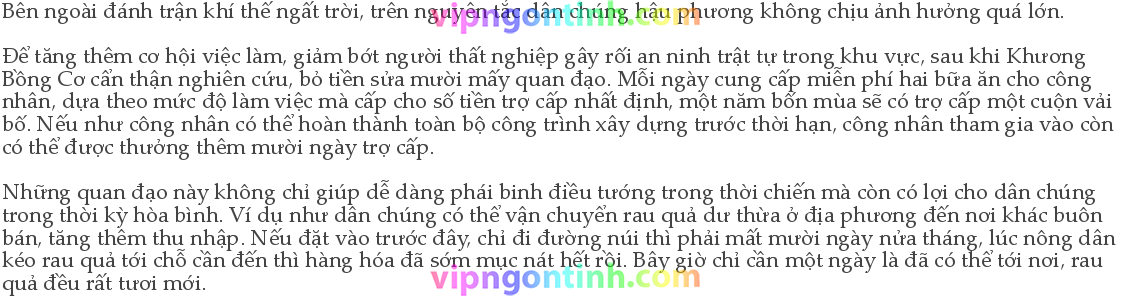 Bên ngoài đánh trận khí thế ngất trời, trên nguyên tắc dân chúng hậu phương không chịu ảnh hưởng quá lớn.
vipngontinh.com
Để tăng thêm cơ hội việc làm, giảm bớt người thất nghiệp gây rối an ninh trật tự trong khu vực, sau khi Khương
Bồng Cơ cẩn thận nghiên cứu, bỏ tiền sửa mười mấy quan đạo. Mỗi ngày cung cấp miễn phí hai bữa ăn cho công
nhân, dựa theo mức độ làm việc mà cấp cho số tiền trợ cấp nhất định, một năm bốn mùa sẽ có trợ cấp một cuộn vải
bố. Nếu như công nhân có thể hoàn thành toàn bộ công trình xây dựng trước thời hạn, công nhân tham gia vào còn
có thể được thưởng thêm mười ngày trợ cấp.
Những quan đạo này không chỉ giúp dễ dàng phái binh điều tướng trong thời chiến mà còn có lợi cho dân chúng
trong thời kỳ hòa bình. Ví dụ như dân chúng có thể vận chuyển rau quả dư thừa ở địa phương đến nơi khác buôn
bán, tăng thêm thu nhập. Nếu đặt vào trước đây, chỉ đi đường núi thì phải mất mười ngày nửa tháng, lúc nông dân
kéo rau quả tới chỗ cần đến thì hàng hóa đã sớm mục nát hết rồi. Bây giờ chỉ cần một ngày là đã có thể tới nơi, rau
vipngontinh.com
quả đều rất tươi mới.